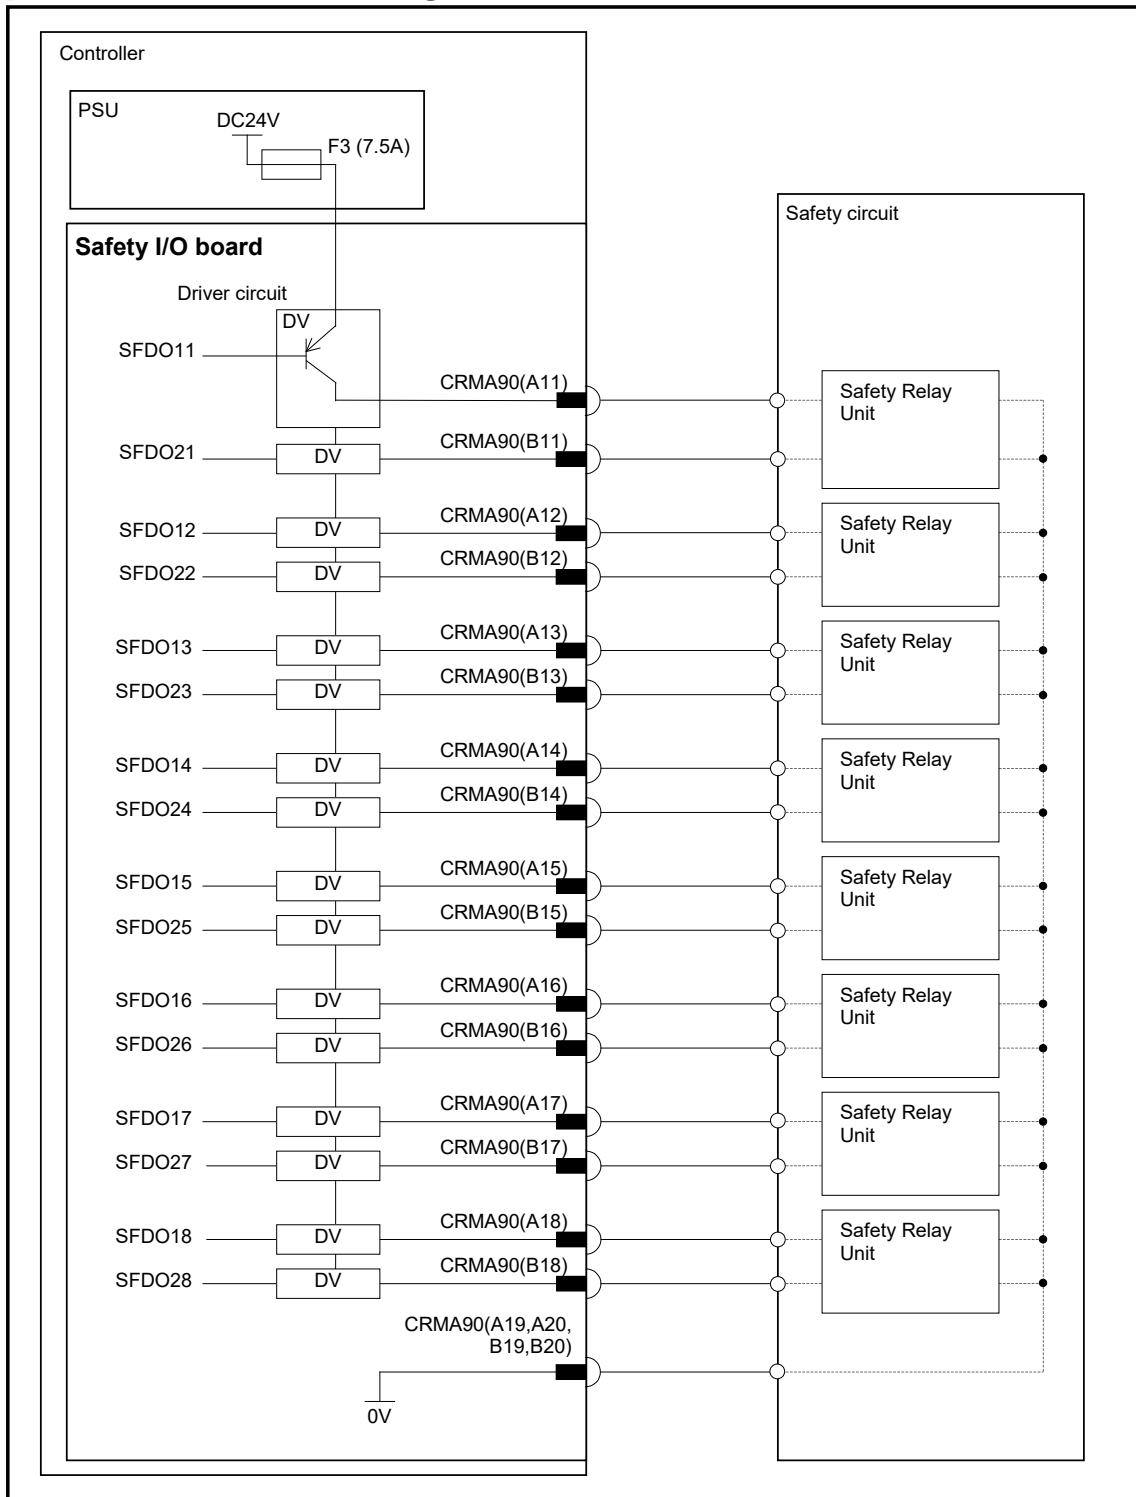 Controller
PSU
DC24V
F3 (7.5A)
Safety circuit
Safety I/O board
Driver circuit
DV
SFDO11
CRMA90(A11)
Safety Relay
Unit
SFDO21
DV
CRMA90(B11)
SFDO12
DV
CRMA90(A12)
Safety Relay
Unit
SFDO22
DV
CRMA90(B12)
SFDO13
DV
CRMA90(A13)
Safety Relay
Unit
SFDO23
DV
CRMA90(B13)
SFDO14
DV
CRMA90(A14)
Safety Relay
Unit
SFDO24
DV
CRMA90(B14)
SFDO15
DV
CRMA90(A15)
Safety Relay
Unit
SFDO25
DV
CRMA90(B15)
SFDO16
DV
CRMA90(A16)
Safety Relay
Unit
SFDO26
DV
CRMA90(B16)
SFDO17
DV
CRMA90(A17)
Safety Relay
Unit
SFDO27
DV
CRMA90(B17)
SFDO18
DV
CRMA90(A18)
Safety Relay
Unit
SFDO28
DV
CRMA90(B18)
CRMA90(A19,A20,
B19,B20)
0V